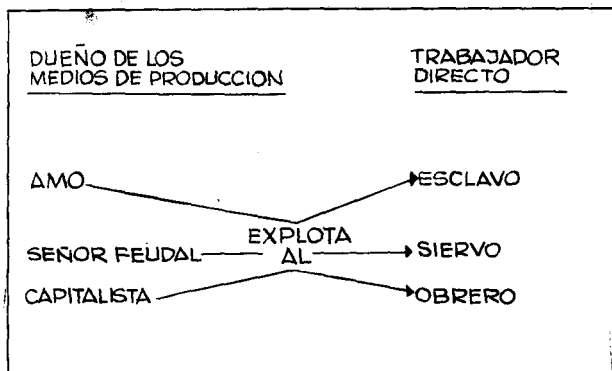 DUEÑO DE LOS
MEDIOS DE PRODUCCION
TRABAJADOR
DIRECTO
AMO
ESCLAVO
EXPLOTA
SEÑOR FEUDAL
AL
SIERVO
CAPITALISTA
OBRERO